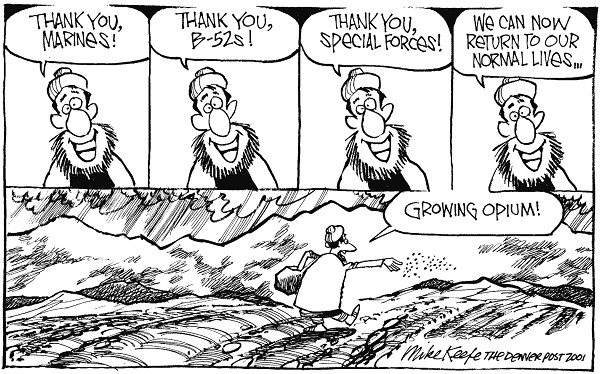 THANK YOU,
MARINES!
THANK YOU,
B-52s!
THANK YOU,
SPECIAL FORCES!
WE CAN NOW
RETURN TO OUR
NORMAL LIVES...
GROWING OPIUM!
Mike Keefe THE DENVER POST 2001